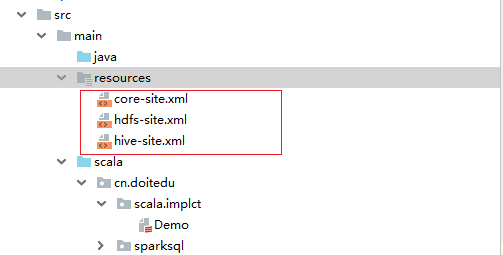 src
main
java
resources
core-site.xml
hdfs-site.xml
hive-site.xml
scala
cn.doitedu
scala.implct
Demo
sparksql